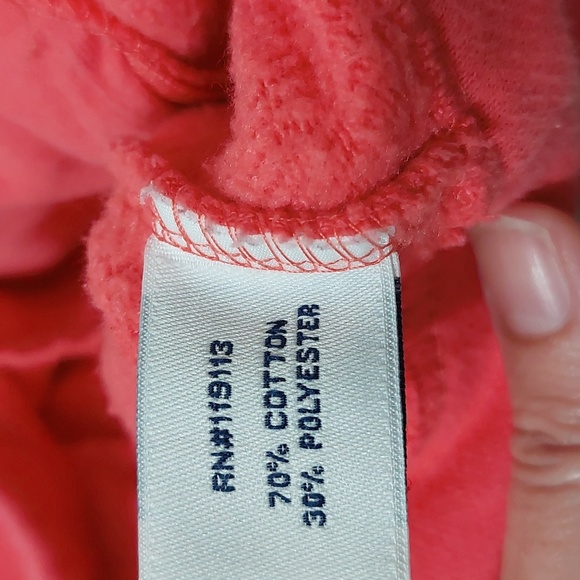 RN#119113
70% COTTON
30% POLYESTER